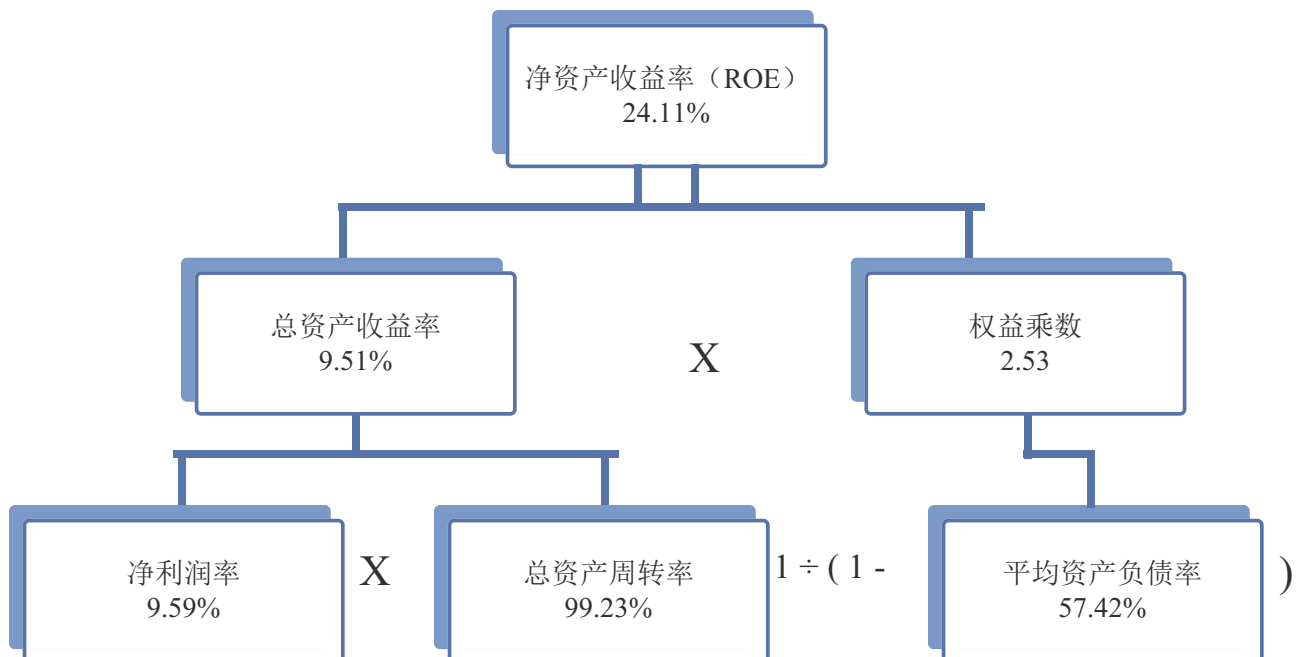 净资产收益率（ROE）
24.11%
总资产收益率
9.51%
X
权益乘数
2.53
净利润率
9.59%
X
总资产周转率
99.23%
1 ÷ ( 1 -
平均资产负债率
57.42%
)